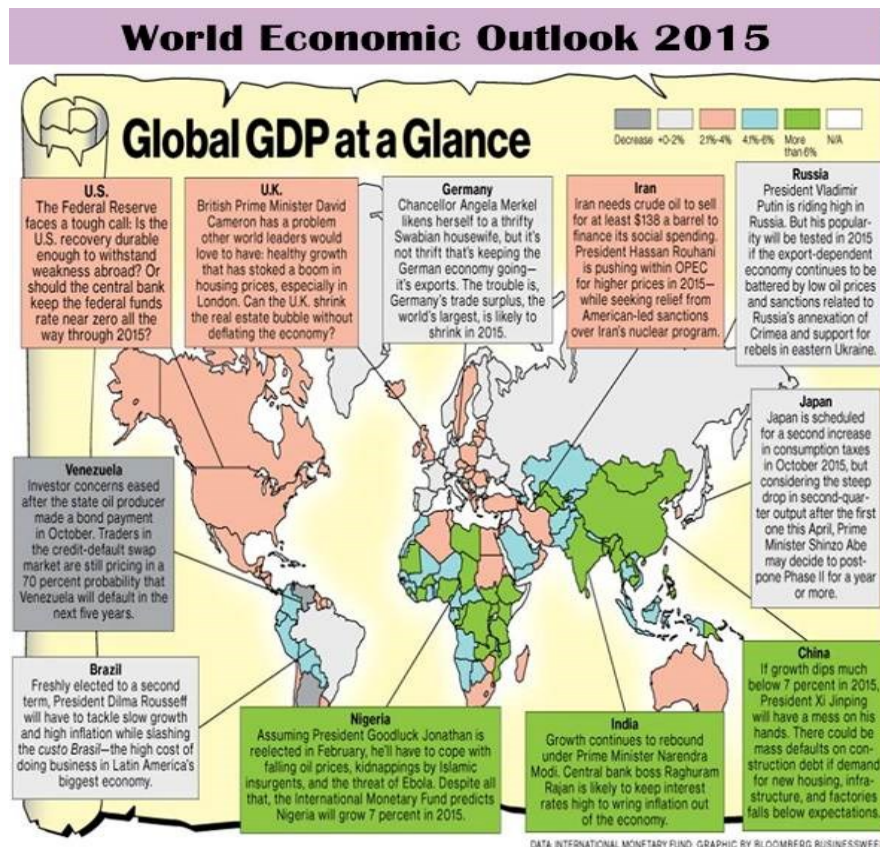 World Economic Outlook 2015
Global GDP at a Glance
Decrease
+0-2%
2.1%-4%
4.1%-6%
More
than 6%
N/A
U.S.
The Federal Reserve
faces a tough call: Is the
U.S. recovery durable
enough to withstand
weakness abroad? Or
should the central bank
keep the federal funds
rate near zero all the
way through 2015?
U.K.
British Prime Minister David
Cameron has a problem
other world leaders would
love to have: healthy growth
that has stoked a boom in
housing prices, especially in
London. Can the U.K. shrink
the real estate bubble without
deflating the economy?
Germany
Chancellor Angela Merkel
likens herself to a thrifty
Swabian housewife, but it's
not thrift that's keeping the
German economy going—
it's exports. The trouble is,
Germany's trade surplus, the
world's largest, is likely to
shrink in 2015.
Iran
Iran needs crude oil to sell
for at least $138 a barrel to
finance its social spending.
President Hassan Rouhani
is pushing within OPEC
for higher prices in 2015—
while seeking relief from
American-led sanctions
over Iran's nuclear program.
Russia
President Vladimir
Putin is riding high in
Russia. But his popular-
ity will be tested in 2015
if the export-dependent
economy continues to be
battered by low oil prices
and sanctions related to
Russia's annexation of
Crimea and support for
rebels in eastern Ukraine.
Japan
Japan is scheduled
for a second increase
in consumption taxes
in October 2015, but
considering the steep
drop in second-quar-
ter output after the first
one this April, Prime
Minister Shinzo Abe
may decide to post-
pone Phase II for a year
or more.
Venezuela
Investor concerns eased
after the state oil producer
made a bond payment
in October. Traders in
the credit-default swap
market are still pricing in a
70 percent probability that
Venezuela will default in the
next five years.
Brazil
Freshly elected to a second
term, President Dilma Rousseff
will have to tackle slow growth
and high inflation while slashing
the custo Brasil—the high cost of
doing business in Latin America's
biggest economy.
Nigeria
Assuming President Goodluck Jonathan is
reelected in February, he'll have to cope with
falling oil prices, kidnappings by Islamic
insurgents, and the threat of Ebola. Despite all
that, the International Monetary Fund predicts
Nigeria will grow 7 percent in 2015.
India
Growth continues to rebound
under Prime Minister Narendra
Modi. Central bank boss Raghuram
Rajan is likely to keep interest
rates high to wring inflation out
of the economy.
China
If growth dips much
below 7 percent in 2015,
President Xi Jinping
will have a mess on his
hands. There could be
mass defaults on con-
struction debt if demand
for new housing, infra-
structure, and factories
falls below expectations.
DATA: INTERNATIONAL MONETARY FUND; GRAPHIC BY BLOOMBERG BUSINESSWEE